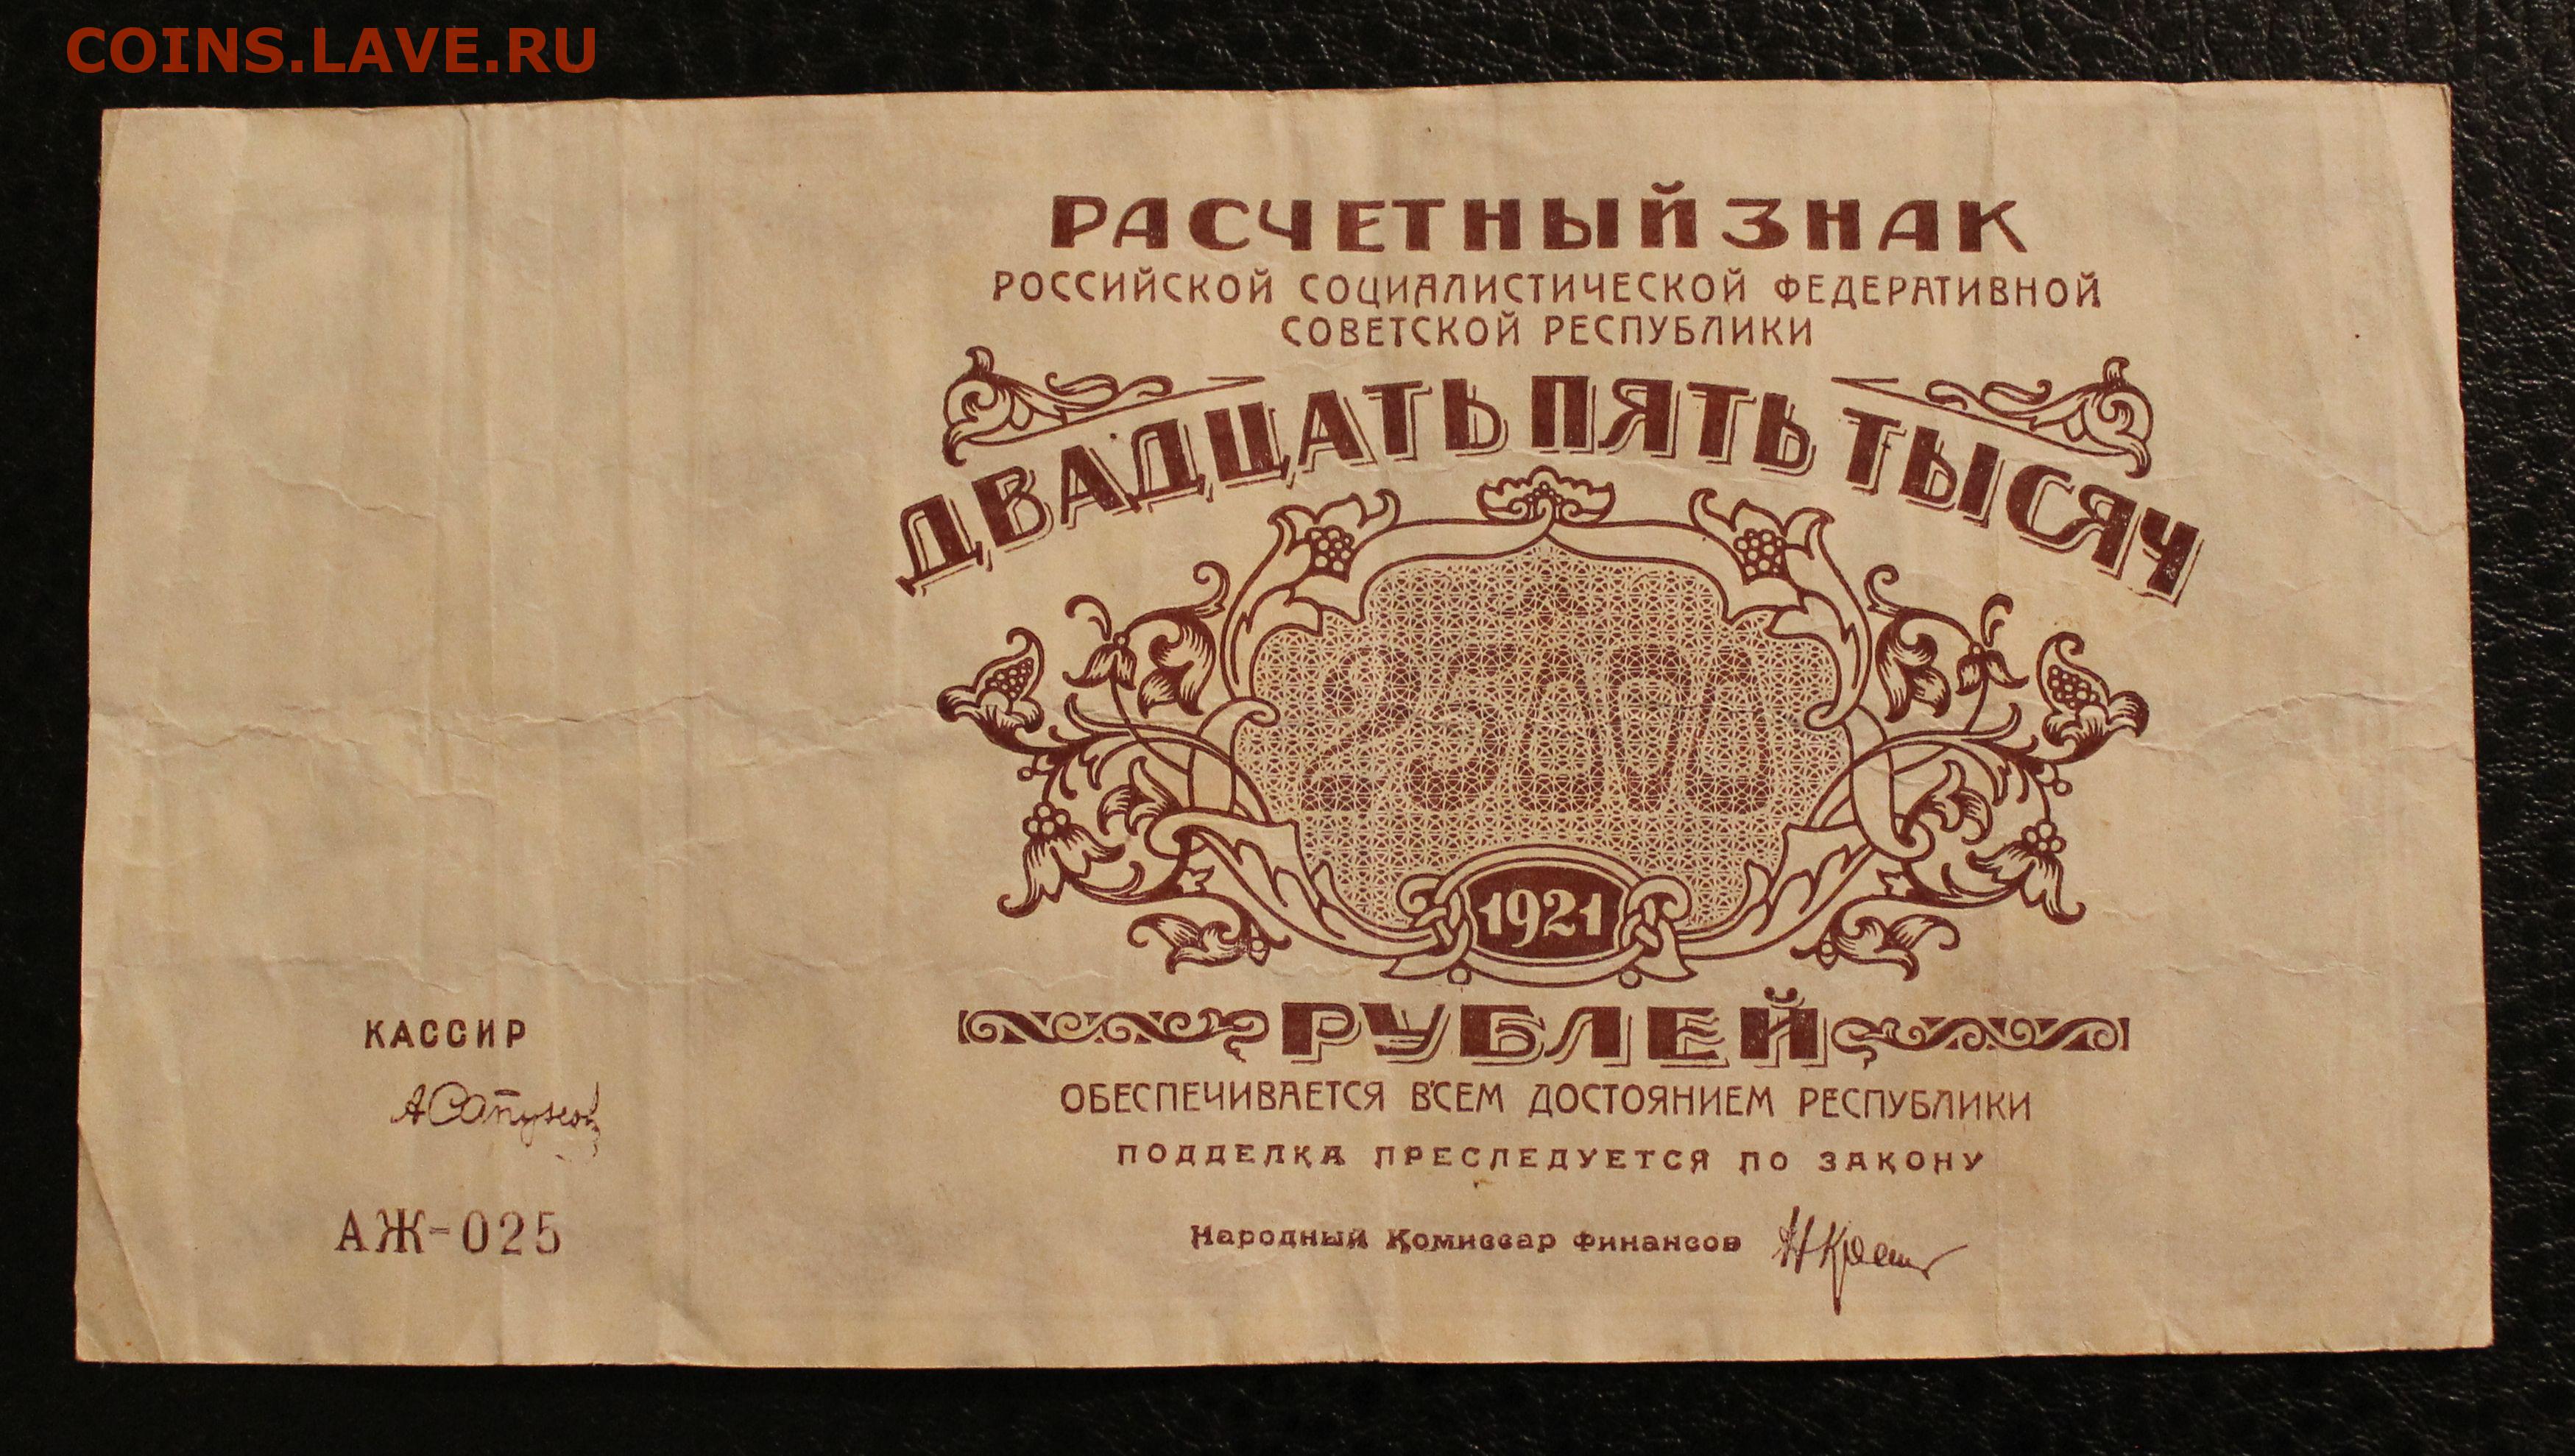 COINS.LAVE.RU
РАСЧЕТНЫЙ ЗНАК
РОССИЙСКОЙ СОЦИАЛИСТИЧЕСКОЙ ФЕДЕРАТИВНОЙ
СОВЕТСКОЙ РЕСПУБЛИКИ
ДВАДЦАТЬ ПЯТЬ ТЫСЯЧ
25000
1921
РУБЛЕЙ
ОБЕСПЕЧИВАЕТСЯ ВСЕМ ДОСТОЯНИЕМ РЕСПУБЛИКИ
ПОДДЕЛКА ПРЕСЛЕДУЕТСЯ ПО ЗАКОНУ
Народный Комиссар Финансов
КАССИР
АЖ-025